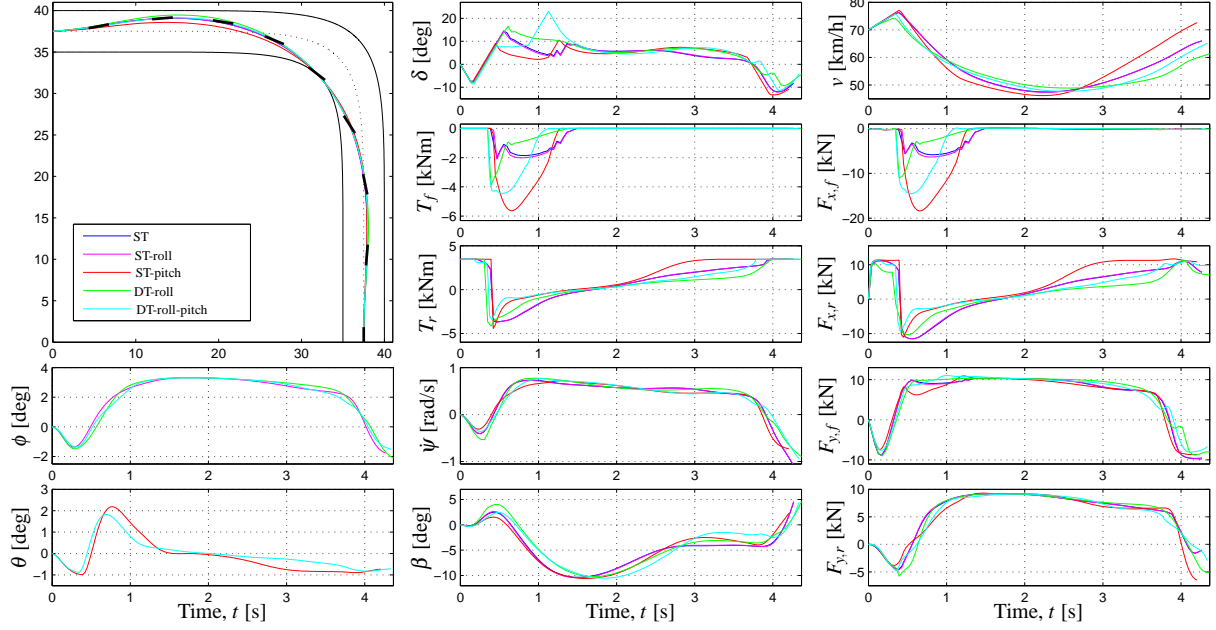 40
35
30
25
20
15
10
5
0
0 10 20 30 40
ST
ST-roll
ST-pitch
DT-roll
DT-roll-pitch
δ [deg]
20
10
0
−10
0 1 2 3 4
v [km/h]
80
70
60
50
0 1 2 3 4
T_f [kNm]
0
−2
−4
−6
0 1 2 3 4
F_{x,f} [kN]
0
−10
−20
0 1 2 3 4
T_r [kNm]
5
0
−5
0 1 2 3 4
F_{x,r} [kN]
10
0
−10
0 1 2 3 4
ϕ [deg]
4
2
0
−2
0 1 2 3 4
ψ̇ [rad/s]
1
0
−1
0 1 2 3 4
F_{y,f} [kN]
10
0
−10
0 1 2 3 4
θ [deg]
3
2
1
0
−1
0 1 2 3 4
Time, t [s]
β [deg]
5
0
−5
−10
0 1 2 3 4
Time, t [s]
F_{y,r} [kN]
10
5
0
−5
0 1 2 3 4
Time, t [s]